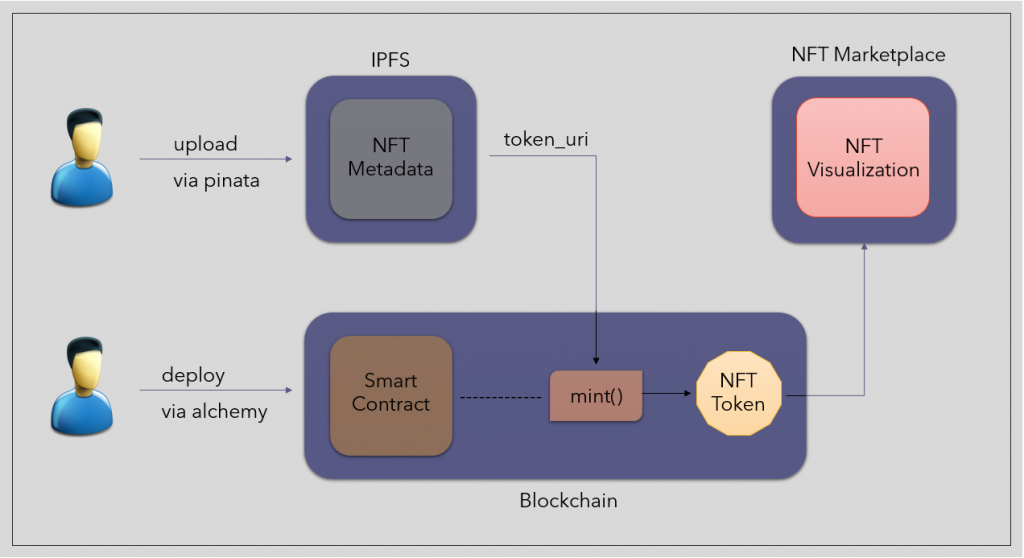 IPFS
NFT Marketplace
upload
via pinata
NFT
Metadata
token_uri
NFT
Visualization
deploy
via alchemy
Smart
Contract
mint()
NFT
Token
Blockchain